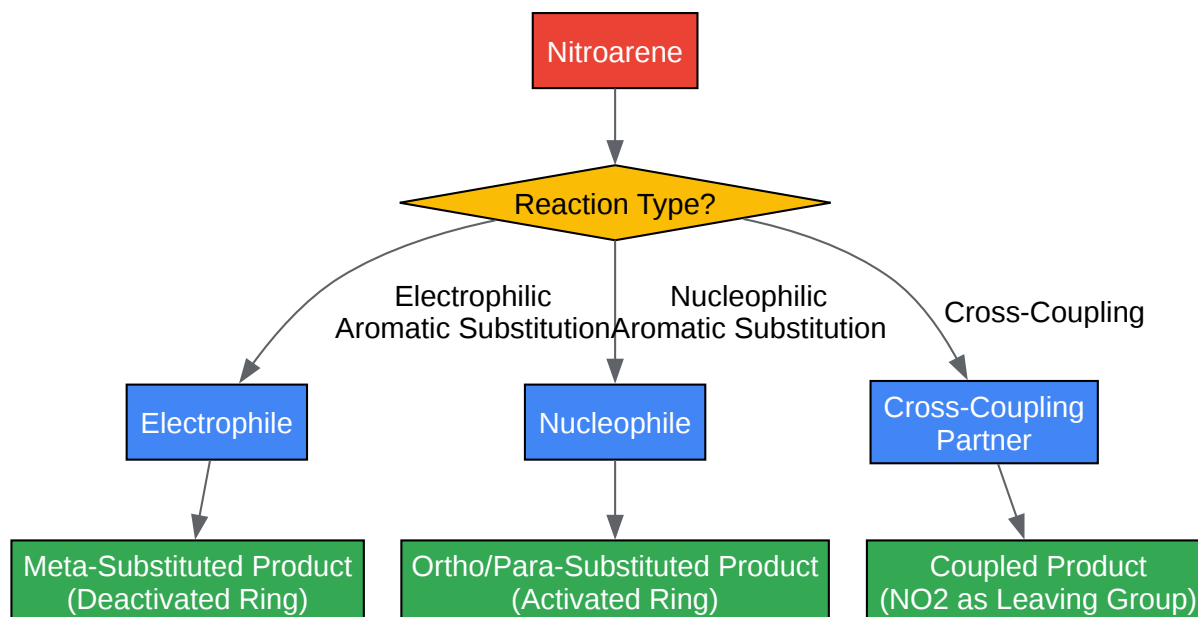 Nitroarene
Reaction Type?
Electrophilic
Aromatic Substitution
Nucleophilic
Aromatic Substitution
Cross-Coupling
Electrophile
Nucleophile
Cross-Coupling
Partner
Meta-Substituted Product
(Deactivated Ring)
Ortho/Para-Substituted Product
(Activated Ring)
Coupled Product
(NO2 as Leaving Group)